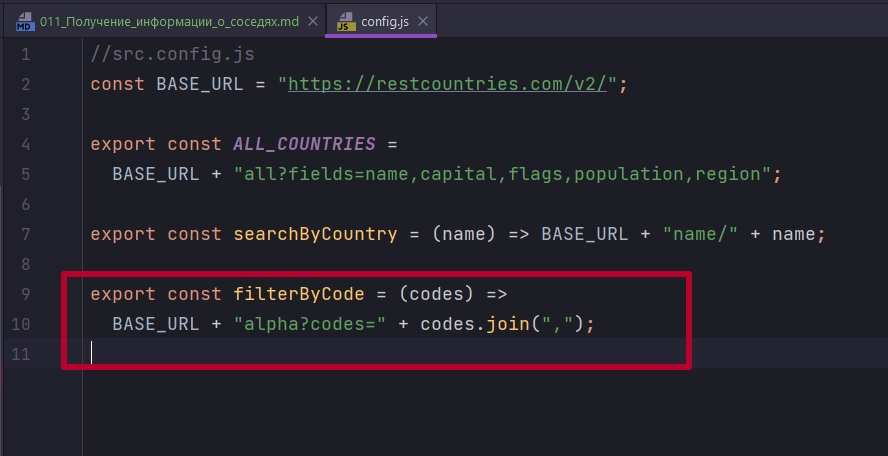 MD 011_Получение_информации_о_соседях.md JS config.js
1 //src.config.js
2 const BASE_URL = "https://restcountries.com/v2/";
3
4 export const ALL_COUNTRIES =
5 BASE_URL + "all?fields=name,capital,flags,population,region";
6
7 export const searchByCountry = (name) => BASE_URL + "name/" + name;
8
9 export const filterByCode = (codes) =>
10 BASE_URL + "alpha?codes=" + codes.join(",");
11